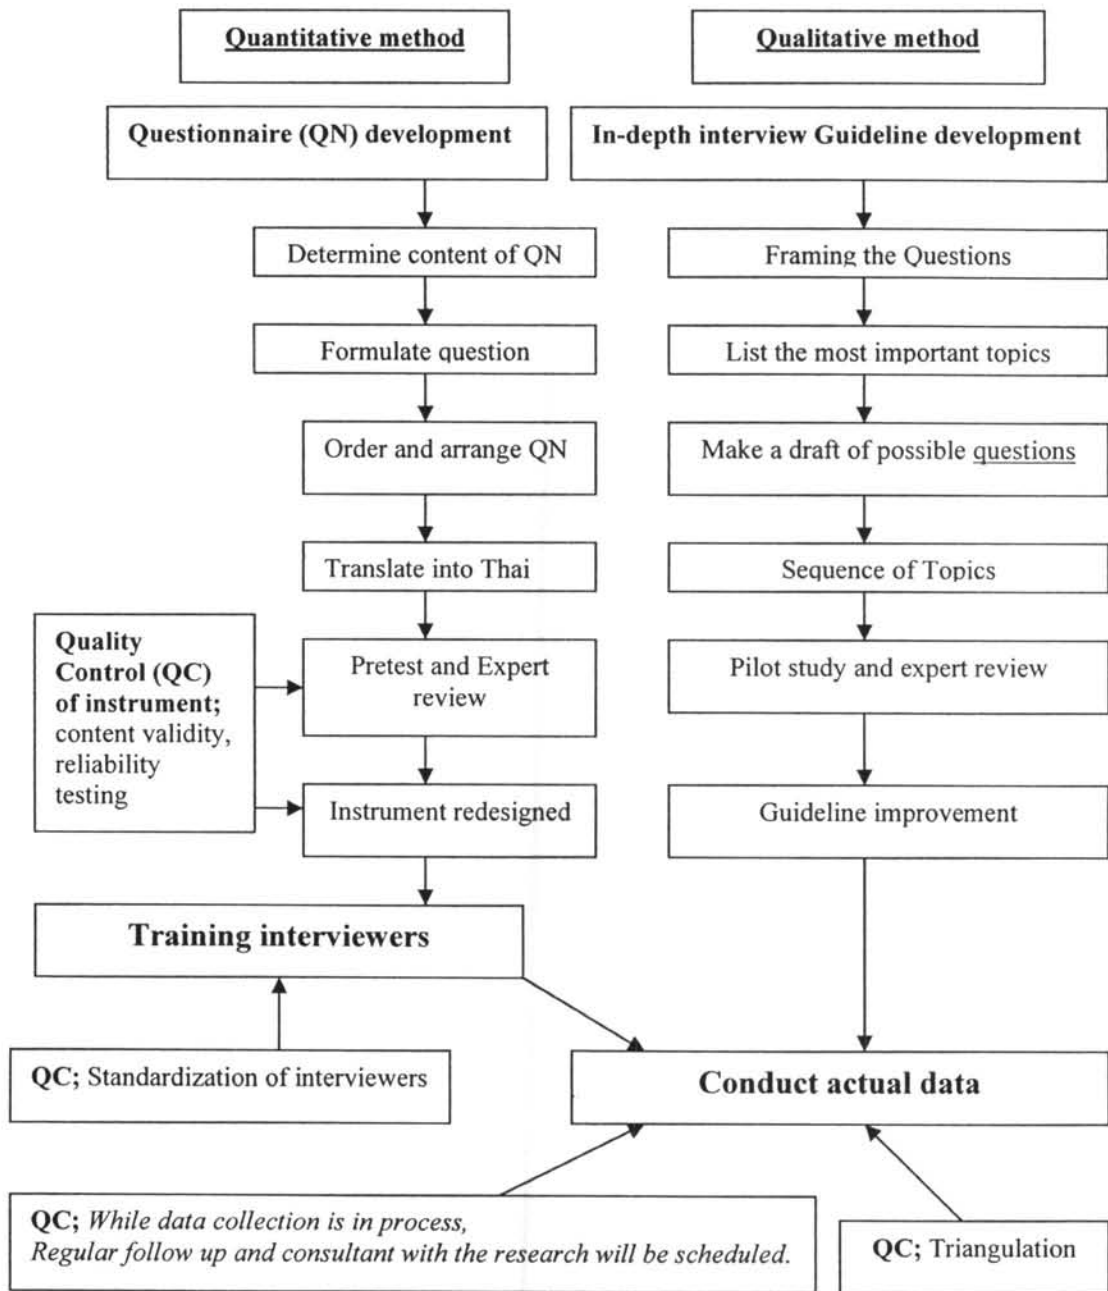 Quantitative method
Qualitative method
Questionnaire (QN) development
In-depth interview Guideline development
Determine content of QN
Framing the Questions
Formulate question
List the most important topics
Order and arrange QN
Make a draft of possible questions
Translate into Thai
Sequence of Topics
Quality
Control (QC)
of instrument;
content validity,
reliability
testing
Pretest and Expert
review
Pilot study and expert review
Instrument redesigned
Guideline improvement
Training interviewers
QC; Standardization of interviewers
Conduct actual data
QC; While data collection is in process,
Regular follow up and consultant with the research will be scheduled.
QC; Triangulation